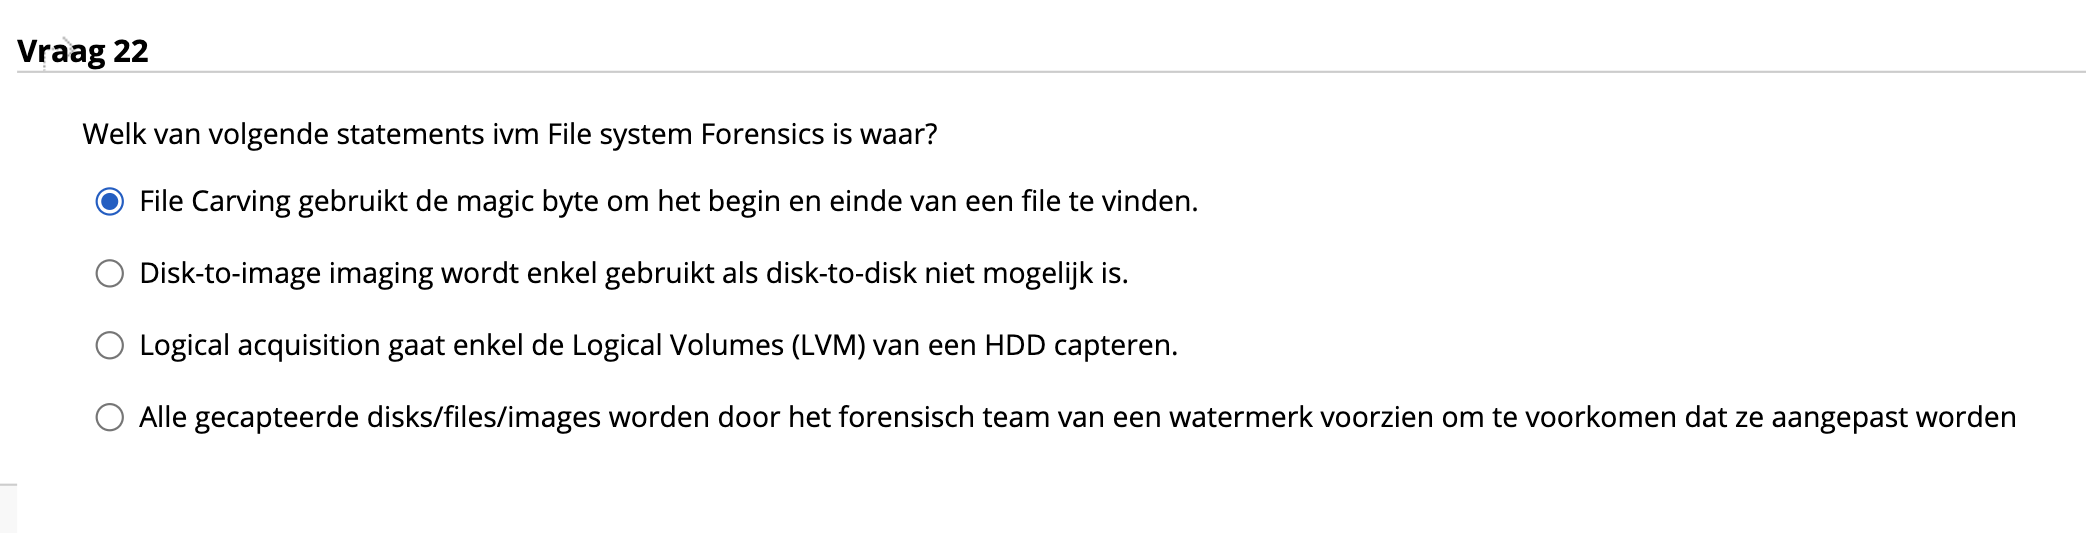 Vraag 22
Welk van volgende statements ivm File system Forensics is waar?
File Carving gebruikt de magic byte om het begin en einde van een file te vinden.
Disk-to-image imaging wordt enkel gebruikt als disk-to-disk niet mogelijk is.
Logical acquisition gaat enkel de Logical Volumes (LVM) van een HDD capteren.
Alle gecapteerde disks/files/images worden door het forensisch team van een watermerk voorzien om te voorkomen dat ze aangepast worden